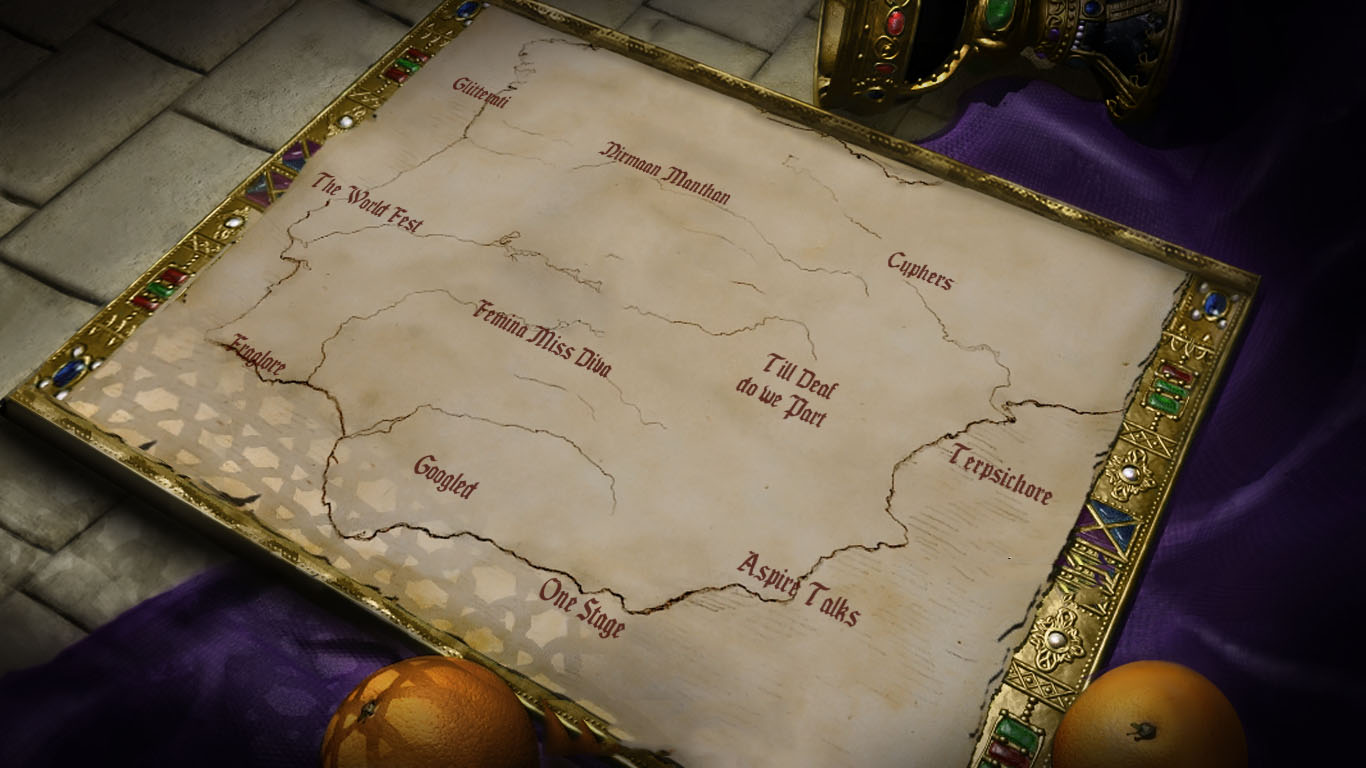 Glitterati
Nirmaan Manthan
The World Fest
Cyphers
Femina Miss Diva
Eraglore
Till Deaf
do we Part
Googled
Terpsichore
Aspire Talks
One Stage